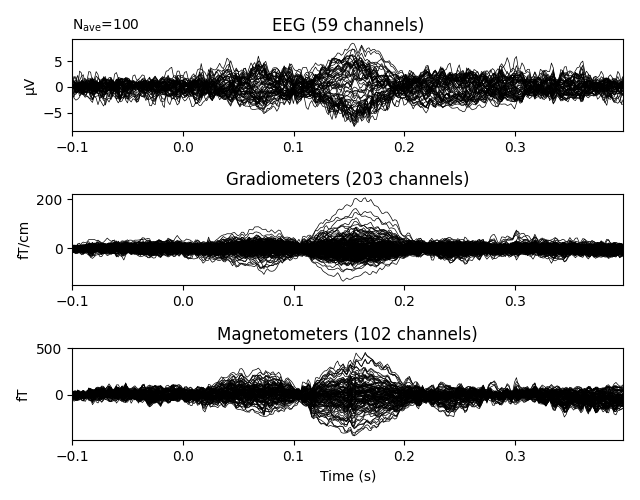 N_ave=100
EEG (59 channels)
5
0
−5
µV
−0.1 0.0 0.1 0.2 0.3
Gradiometers (203 channels)
200
0
fT/cm
−0.1 0.0 0.1 0.2 0.3
Magnetometers (102 channels)
500
0
fT
−0.1 0.0 0.1 0.2 0.3
Time (s)